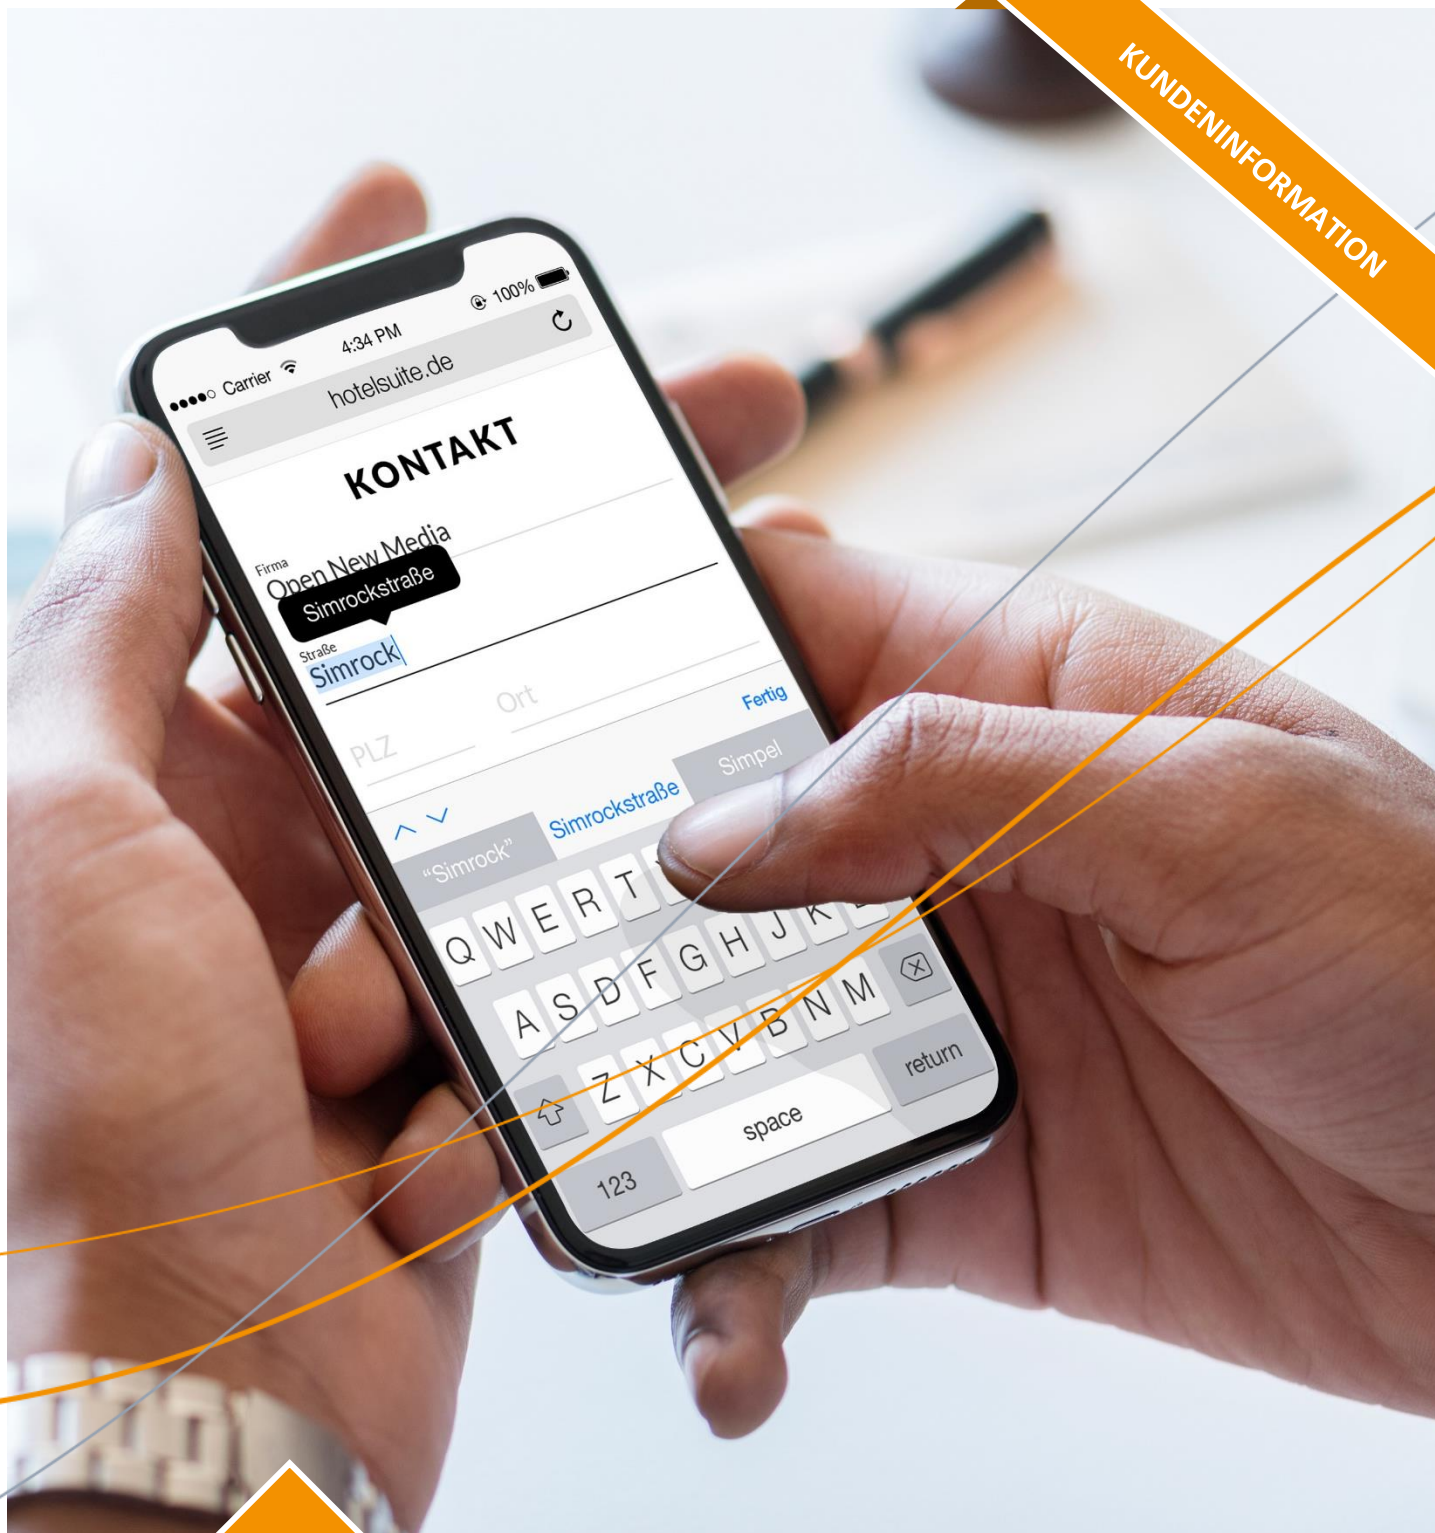 KUNDENINFORMATION
Carrier 4:34 PM 100%
hotelsuite.de
KONTAKT
Firma
Open New Media
Simrockstraße
Straße
Simrock
PLZ Ort
Fertig
“Simrock” Simrockstraße Simpel
Q W E R T
A S D F G H J K L
Z X C V B N M
123 space return